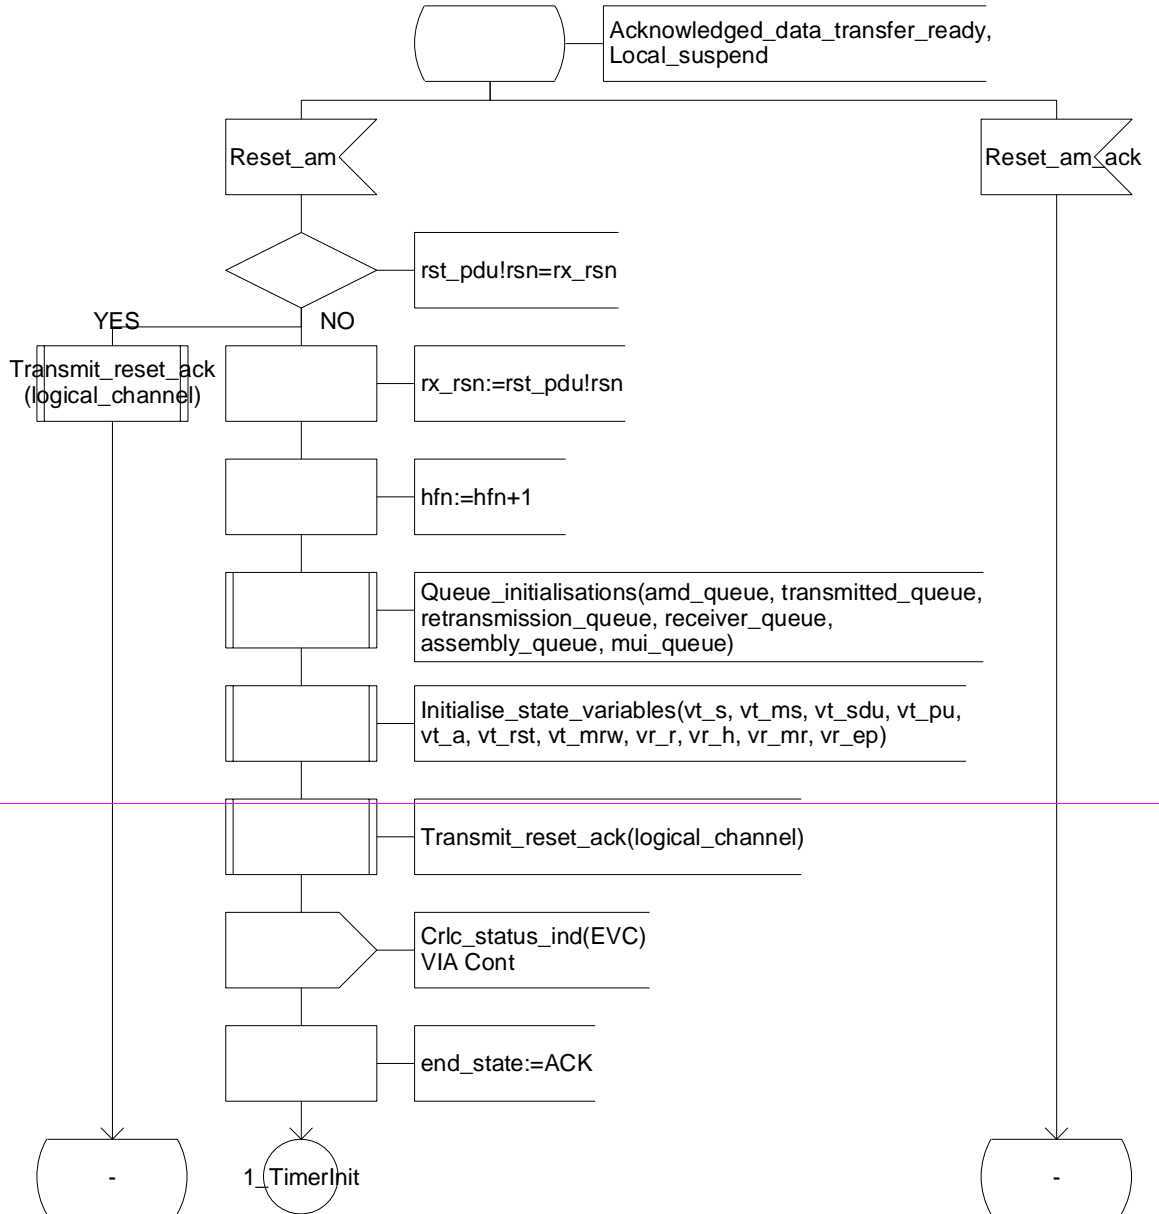 Acknowledged_data_transfer_ready,
Local_suspend
Reset_am
Reset_am_ack
rst_pdu!rsn=rx_rsn
YES
NO
Transmit_reset_ack
(logical_channel)
rx_rsn:=rst_pdu!rsn
hfn:=hfn+1
Queue_initialisations(amd_queue, transmitted_queue,
retransmission_queue, receiver_queue,
assembly_queue, mui_queue)
Initialise_state_variables(vt_s, vt_ms, vt_sdu, vt_pu,
vt_a, vt_rst, vt_mrw, vr_r, vr_h, vr_mr, vr_ep)
Transmit_reset_ack(logical_channel)
Crlc_status_ind(EVC)
VIA Cont
end_state:=ACK
-
1_TimerInit
-